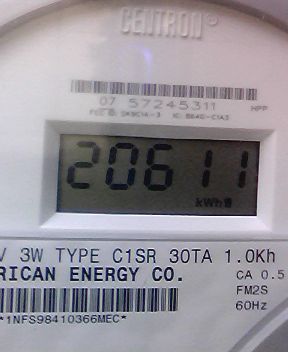 CENTRON®
07 57245311 HPP
20611
kWh
V 3W TYPE C1SR 30TA 1.0Kh
RICAN ENERGY CO.
CA 0.5
FM2S
60Hz
*1NFS98410366MEC*